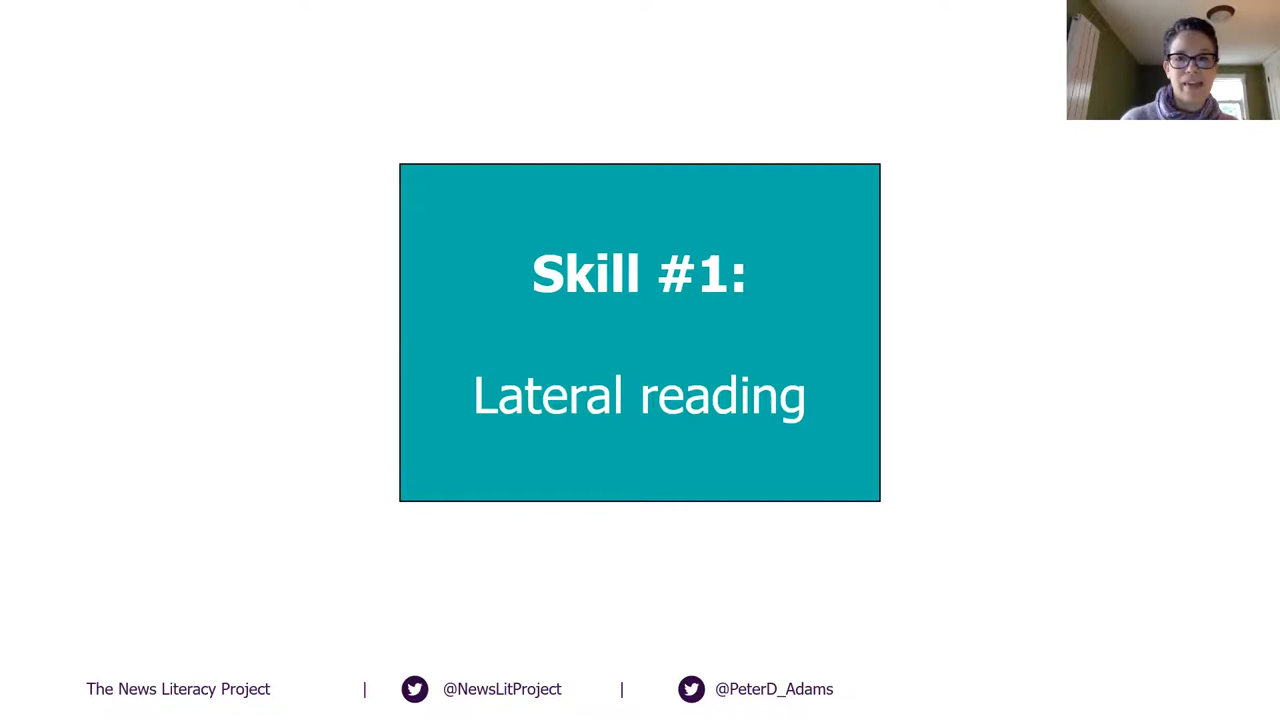 Skill #1:
Lateral reading
The News Literacy Project | @NewsLitProject | @PeterD_Adams